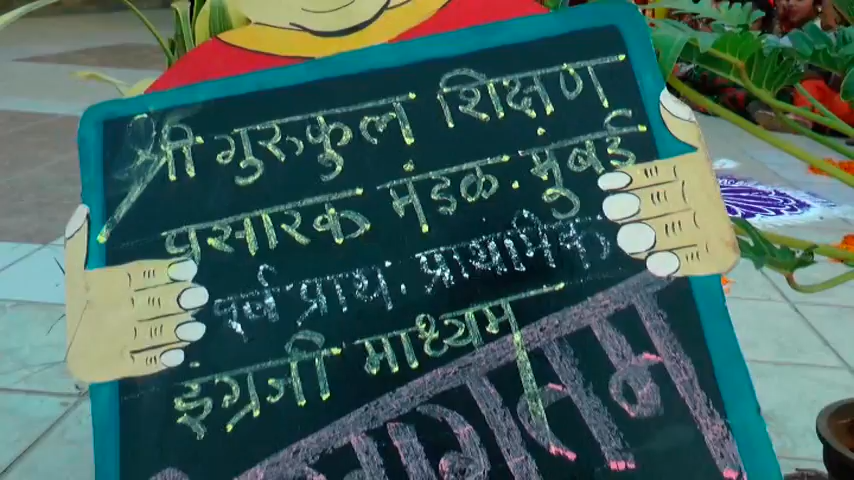 श्री गुरुकुल शिक्षण
प्रसारक मंडळ. मुंबई
पूर्व प्राथ. प्राथमिक
इंग्रजी माध्यम